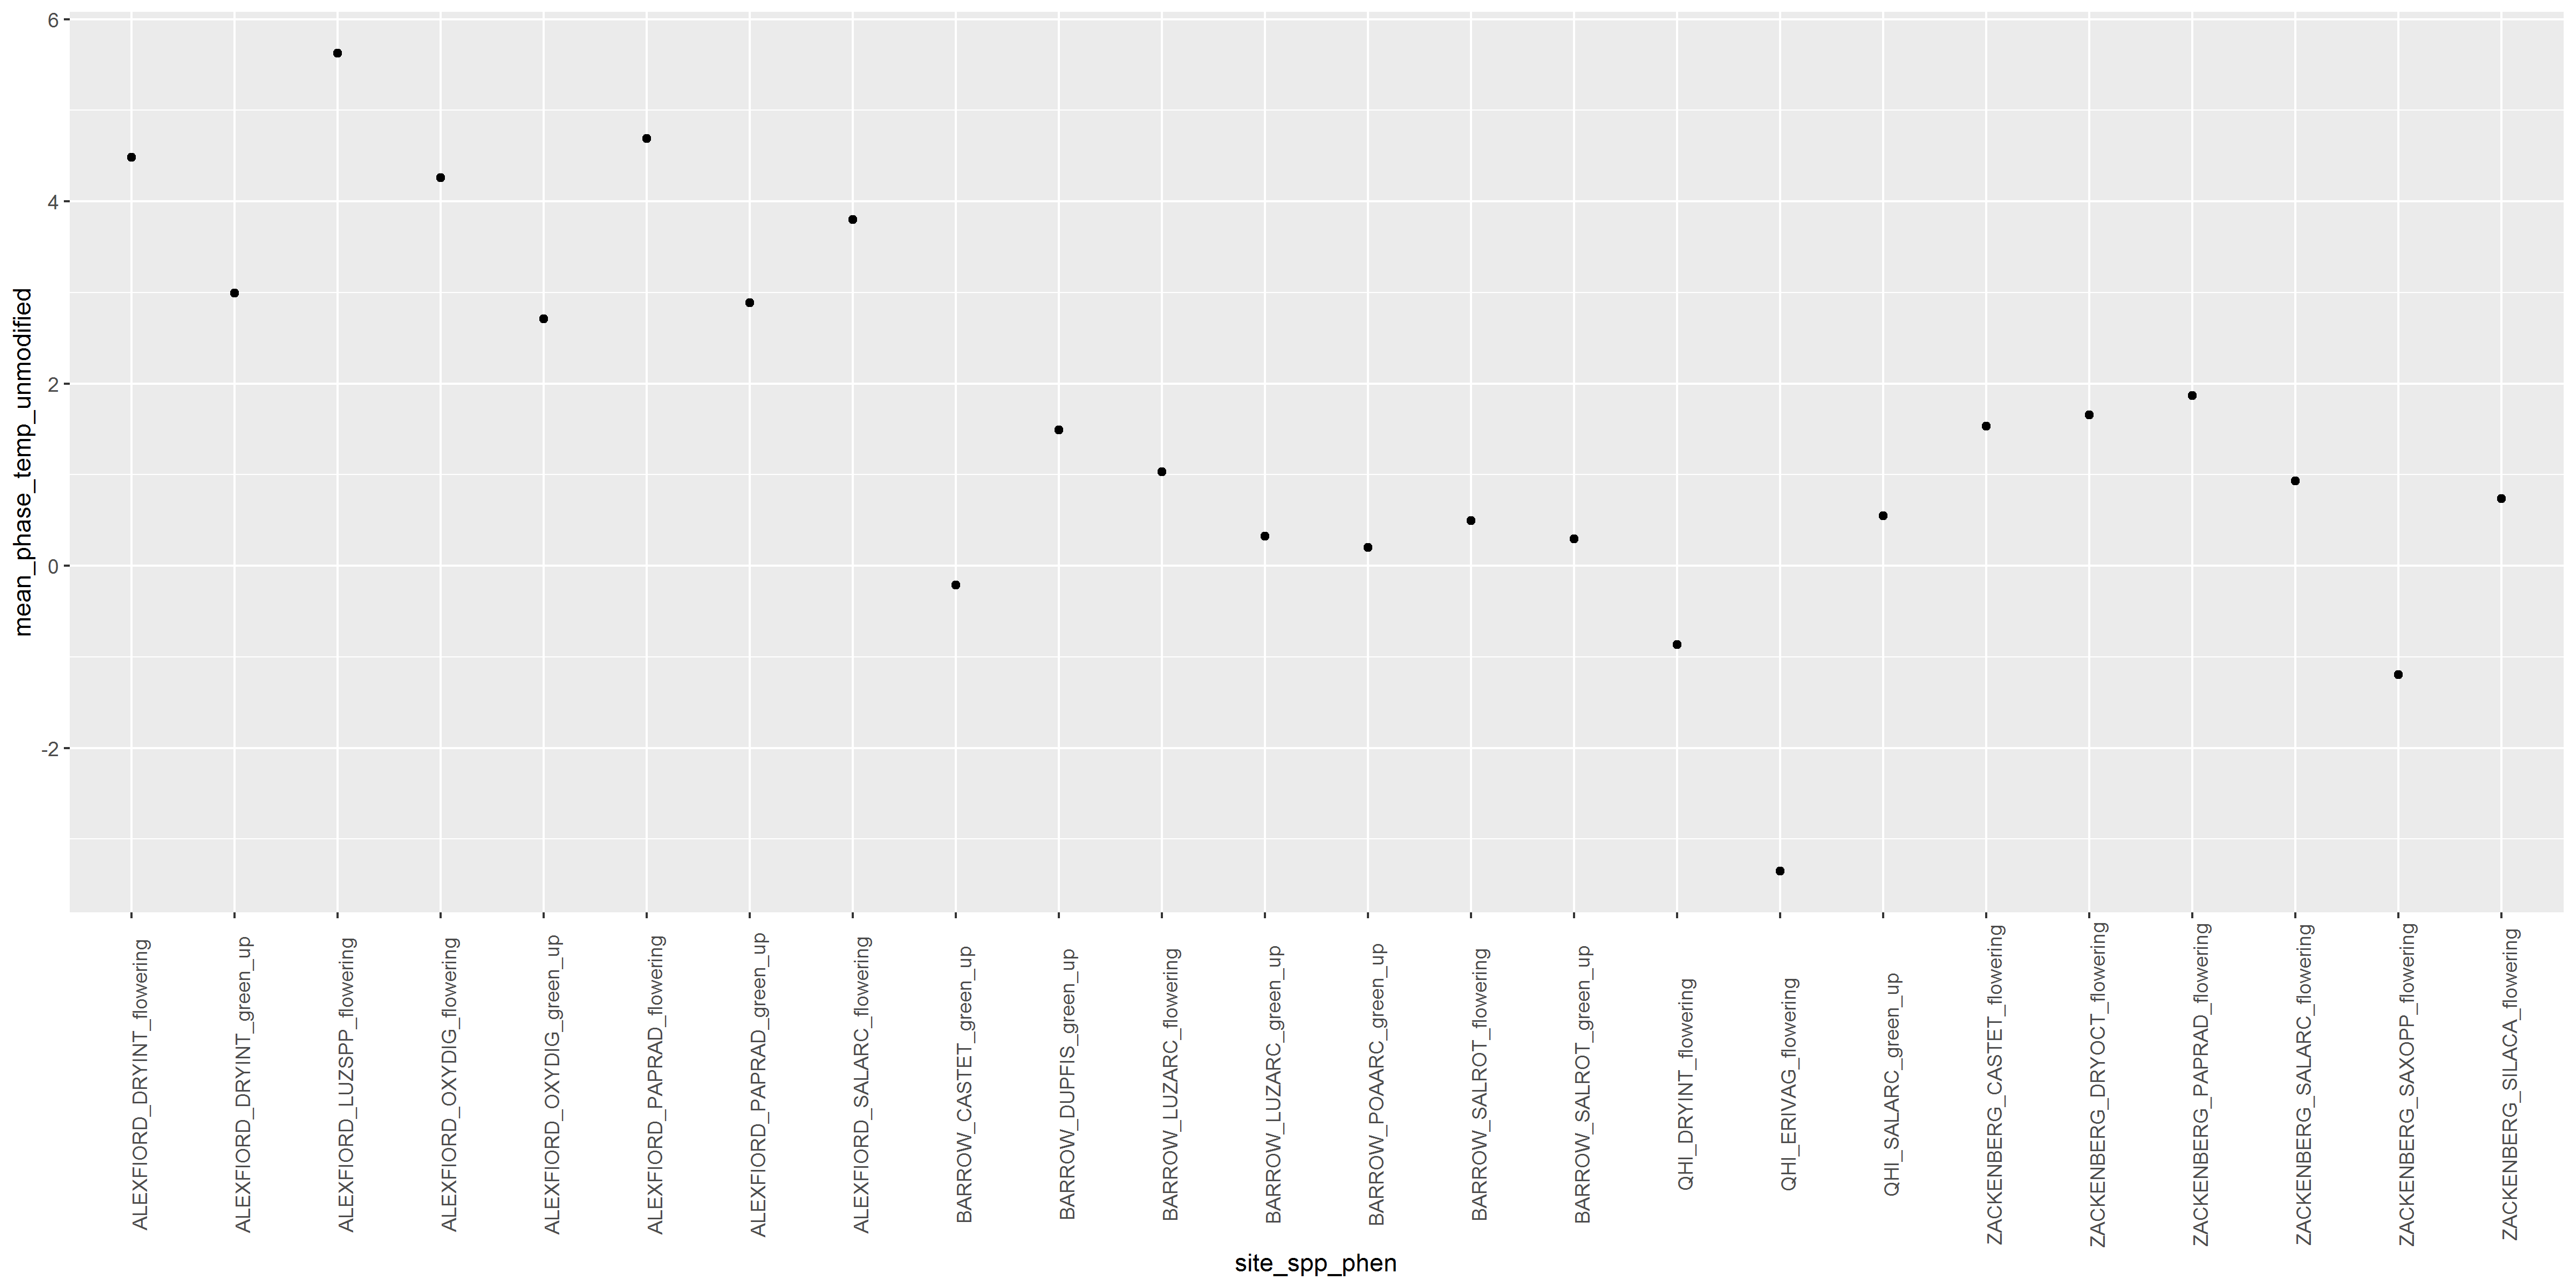 mean_phase_temp_unmodified
6
4
2
0
-2
ALEXFIORD_DRYINT_flowering
ALEXFIORD_DRYINT_green_up
ALEXFIORD_LUZSPP_flowering
ALEXFIORD_OXYDIG_flowering
ALEXFIORD_OXYDIG_green_up
ALEXFIORD_PAPRAD_flowering
ALEXFIORD_PAPRAD_green_up
ALEXFIORD_SALARC_flowering
BARROW_CASTET_green_up
BARROW_DUPFIS_green_up
BARROW_LUZARC_flowering
BARROW_LUZARC_green_up
BARROW_POAARC_green_up
BARROW_SALROT_flowering
BARROW_SALROT_green_up
QHI_DRYINT_flowering
QHI_ERIVAG_flowering
QHI_SALARC_green_up
ZACKENBERG_CASTET_flowering
ZACKENBERG_DRYOCT_flowering
ZACKENBERG_PAPRAD_flowering
ZACKENBERG_SALARC_flowering
ZACKENBERG_SAXOPP_flowering
ZACKENBERG_SILACA_flowering
site_spp_phen